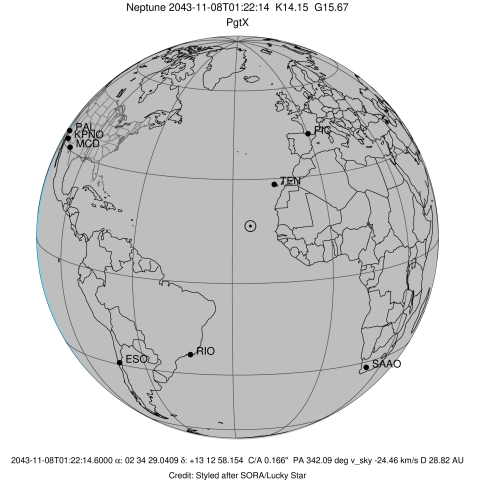 Neptune 2043-11-08T01:22:14 K14.15 G15.67
PgtX
PAL
KPNO
MCD
PIC
TEN
ESO
RIO
SAAO
2043-11-08T01:22:14.6000 α: 02 34 29.0409 δ: +13 12 58.154 C/A 0.166" PA 342.09 deg v_sky -24.46 km/s D 28.82 AU
Credit: Styled after SORA/Lucky Star